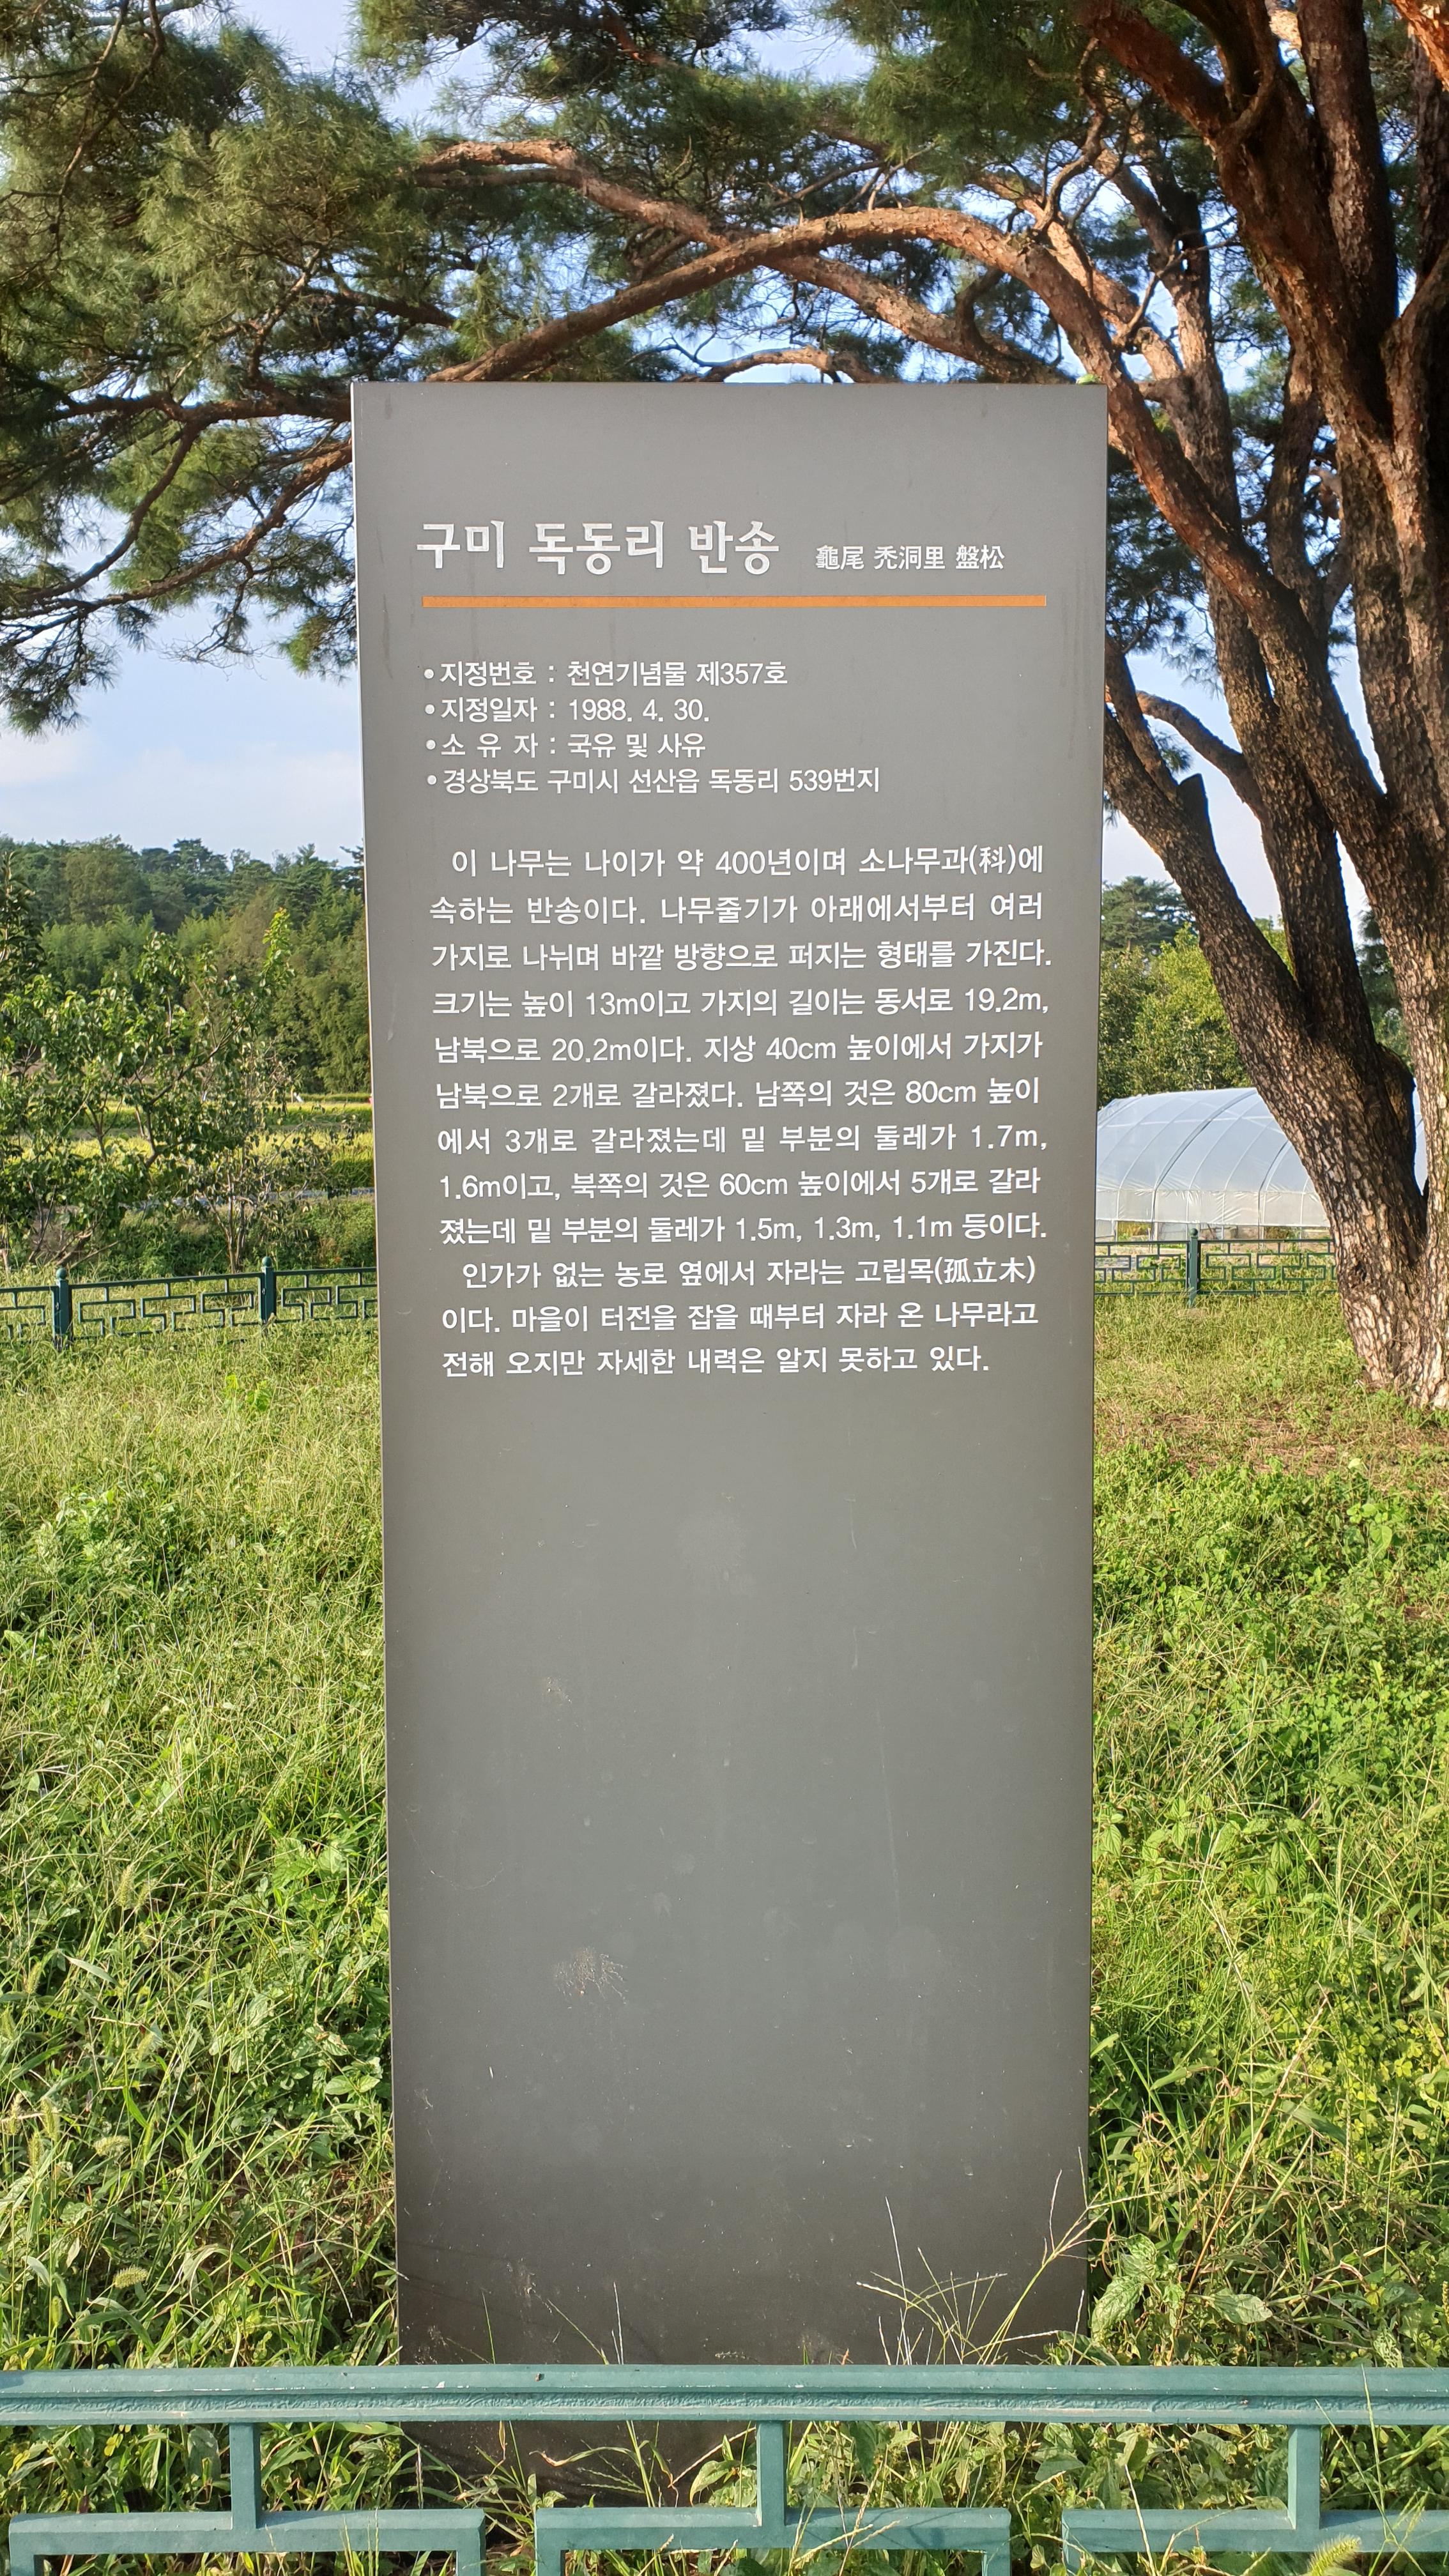 구미 독동리 반송 龜尾 禿洞里 盤松
• 지정번호 : 천연기념물 제357호
• 지정일자 : 1988. 4. 30.
• 소 유 자 : 국유 및 사유
• 경상북도 구미시 선산읍 독동리 539번지
이 나무는 나이가 약 400년이며 소나무과(科)에
속하는 반송이다. 나무줄기가 아래에서부터 여러
가지로 나뉘며 바깥 방향으로 퍼지는 형태를 가진다.
크기는 높이 13m이고 가지의 길이는 동서로 19.2m,
남북으로 20.2m이다. 지상 40cm 높이에서 가지가
남북으로 2개로 갈라졌다. 남쪽의 것은 80cm 높이
에서 3개로 갈라졌는데 밑 부분의 둘레가 1.7m,
1.6m이고, 북쪽의 것은 60cm 높이에서 5개로 갈라
졌는데 밑 부분의 둘레가 1.5m, 1.3m, 1.1m 등이다.
인가가 없는 농로 옆에서 자라는 고립목(孤立木)
이다. 마을이 터전을 잡을 때부터 자라 온 나무라고
전해 오지만 자세한 내력은 알지 못하고 있다.